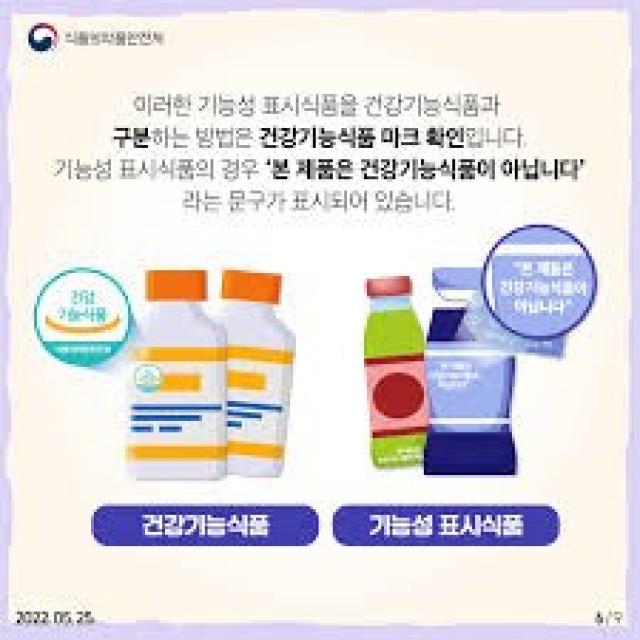 식품의약품안전처
이러한 기능성 표시식품을 건강기능식품과
구분하는 방법은 건강기능식품 마크 확인입니다.
기능성 표시식품의 경우 '본 제품은 건강기능식품이 아닙니다'
라는 문구가 표시되어 있습니다.
건강
기능식품
"본 제품은
건강기능식품이
아닙니다"
건강기능식품
기능성 표시식품
2022. 05. 25.
6/9